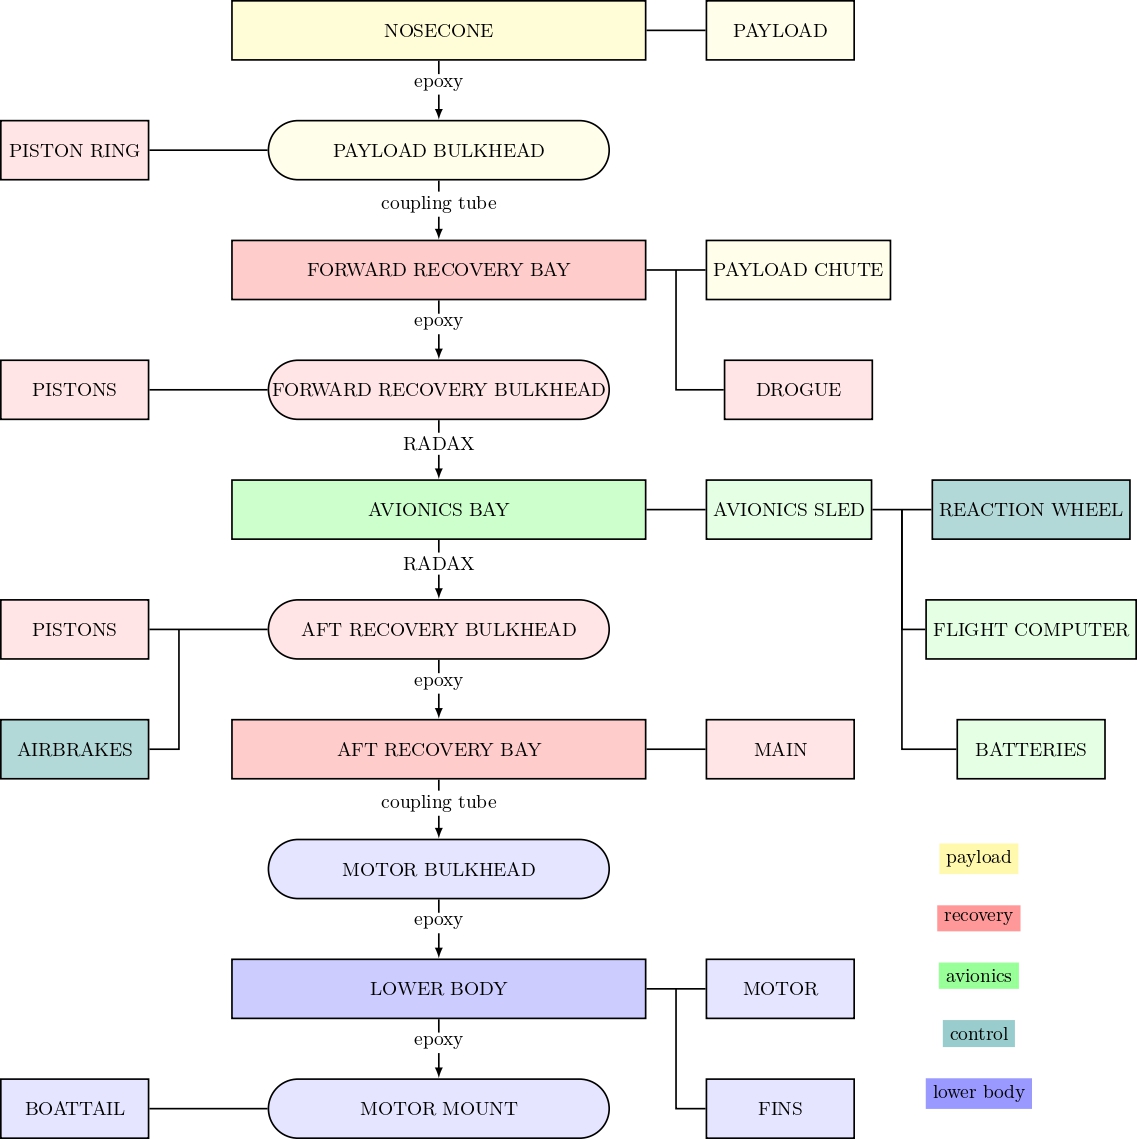 NOSECONE
PAYLOAD
epoxy
PISTON RING
PAYLOAD BULKHEAD
coupling tube
FORWARD RECOVERY BAY
PAYLOAD CHUTE
epoxy
PISTONS
FORWARD RECOVERY BULKHEAD
DROGUE
RADAX
AVIONICS BAY
AVIONICS SLED
REACTION WHEEL
RADAX
PISTONS
AFT RECOVERY BULKHEAD
FLIGHT COMPUTER
epoxy
AIRBRAKES
AFT RECOVERY BAY
MAIN
BATTERIES
coupling tube
payload
MOTOR BULKHEAD
recovery
epoxy
avionics
LOWER BODY
MOTOR
control
epoxy
lower body
BOATTAIL
MOTOR MOUNT
FINS